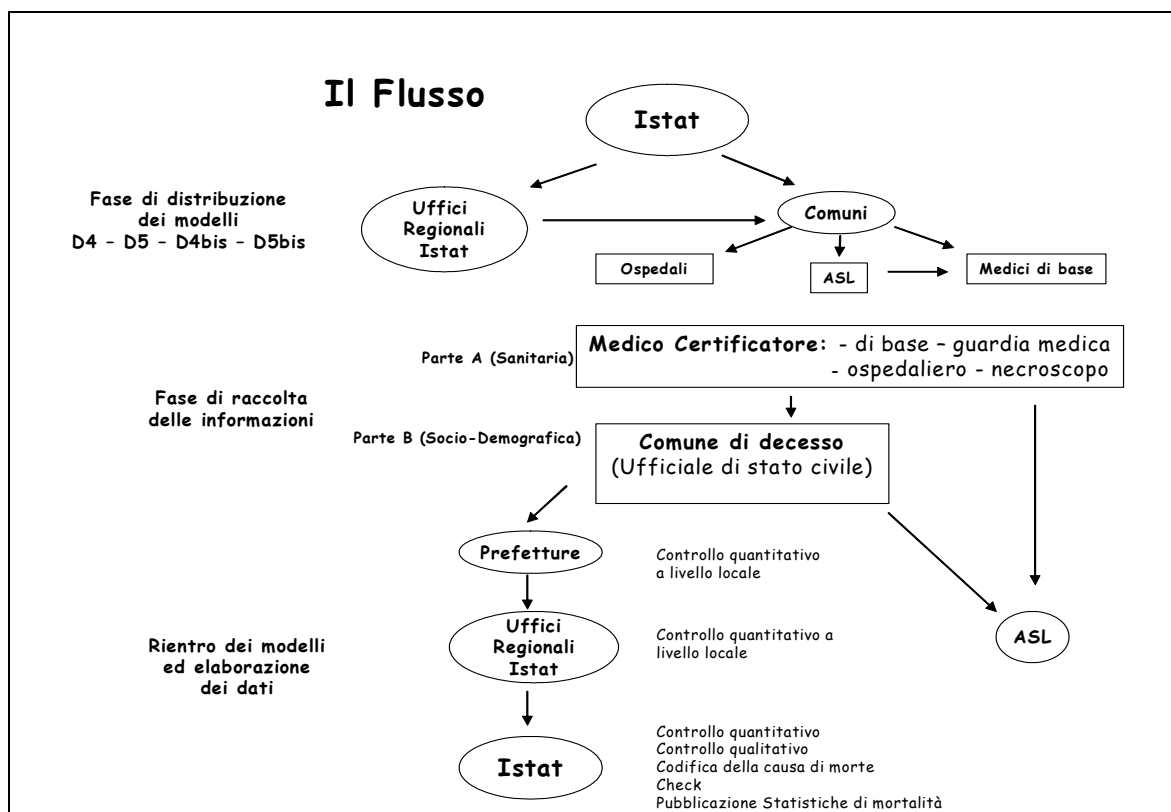 Il Flusso
Istat
Fase di distribuzione
dei modelli
D4 – D5 – D4bis – D5bis
Uffici
Regionali
Istat
Comuni
Ospedali
ASL
Medici di base
Parte A (Sanitaria)
Medico Certificatore: - di base – guardia medica
- ospedaliero - necroscopo
Fase di raccolta
delle informazioni
Parte B (Socio-Demografica)
Comune di decesso
(Ufficiale di stato civile)
Prefetture
Controllo quantitativo
a livello locale
Rientro dei modelli
ed elaborazione
dei dati
Uffici
Regionali
Istat
Controllo quantitativo a
livello locale
ASL
Istat
Controllo quantitativo
Controllo qualitativo
Codifica della causa di morte
Check
Pubblicazione Statistiche di mortalità